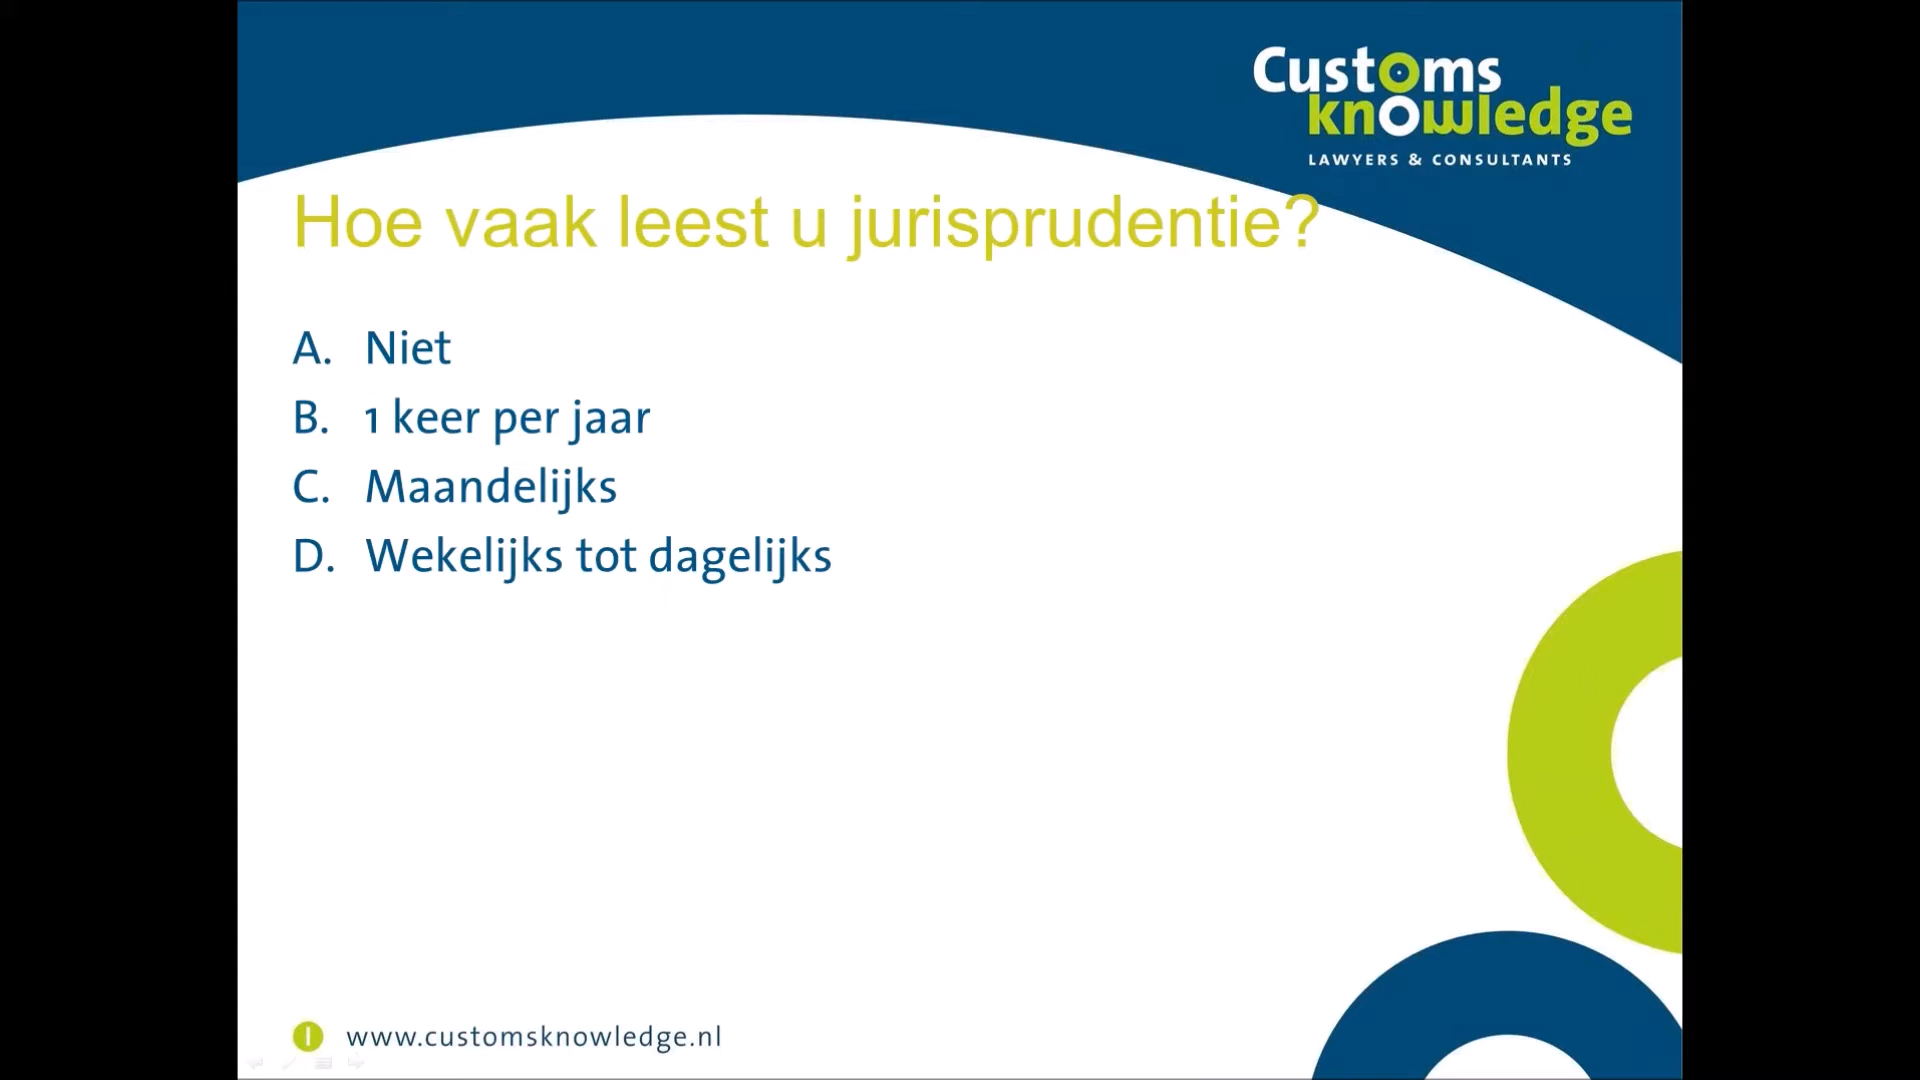 Customs
knowledge
LAWYERS & CONSULTANTS
Hoe vaak leest u jurisprudentie?
A. Niet
B. 1 keer per jaar
C. Maandelijks
D. Wekelijks tot dagelijks
www.customsknowledge.nl